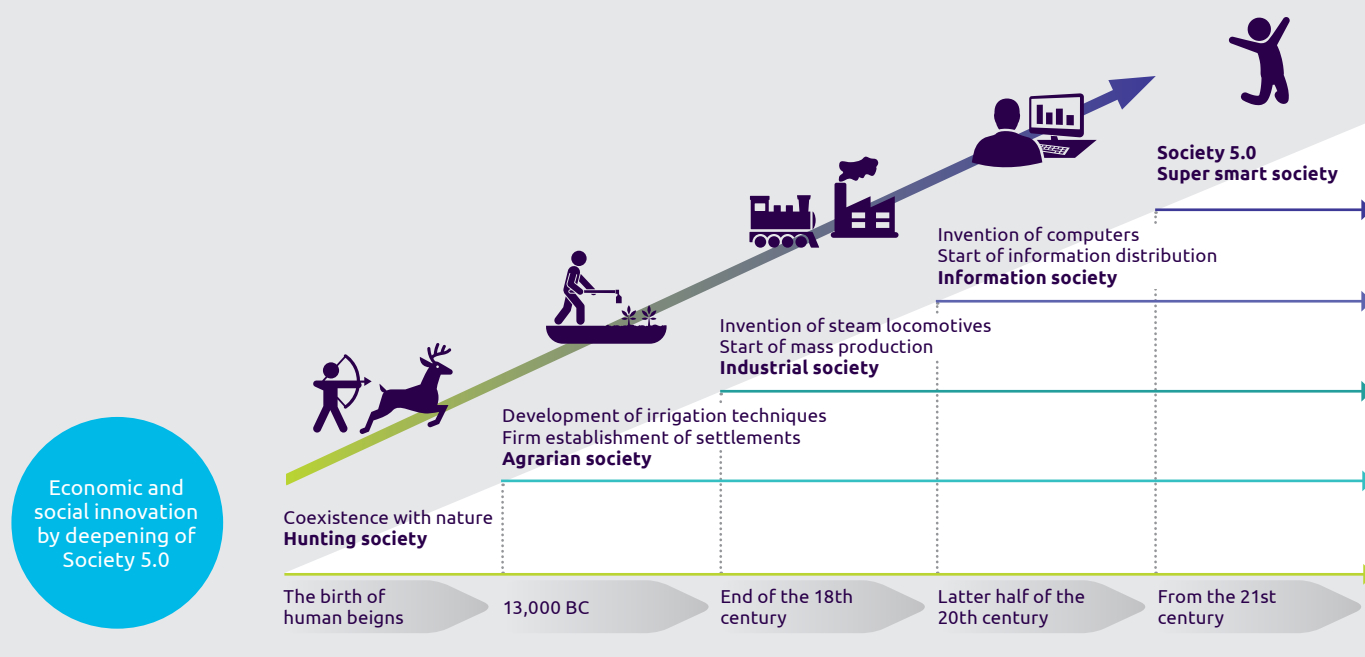 Society 5.0
Super smart society
Invention of computers
Start of information distribution
Information society
Invention of steam locomotives
Start of mass production
Industrial society
Development of irrigation techniques
Firm establishment of settlements
Agrarian society
Economic and
social innovation
by deepening of
Society 5.0
Coexistence with nature
Hunting society
The birth of
human beigns
13,000 BC
End of the 18th
century
Latter half of the
20th century
From the 21st
century